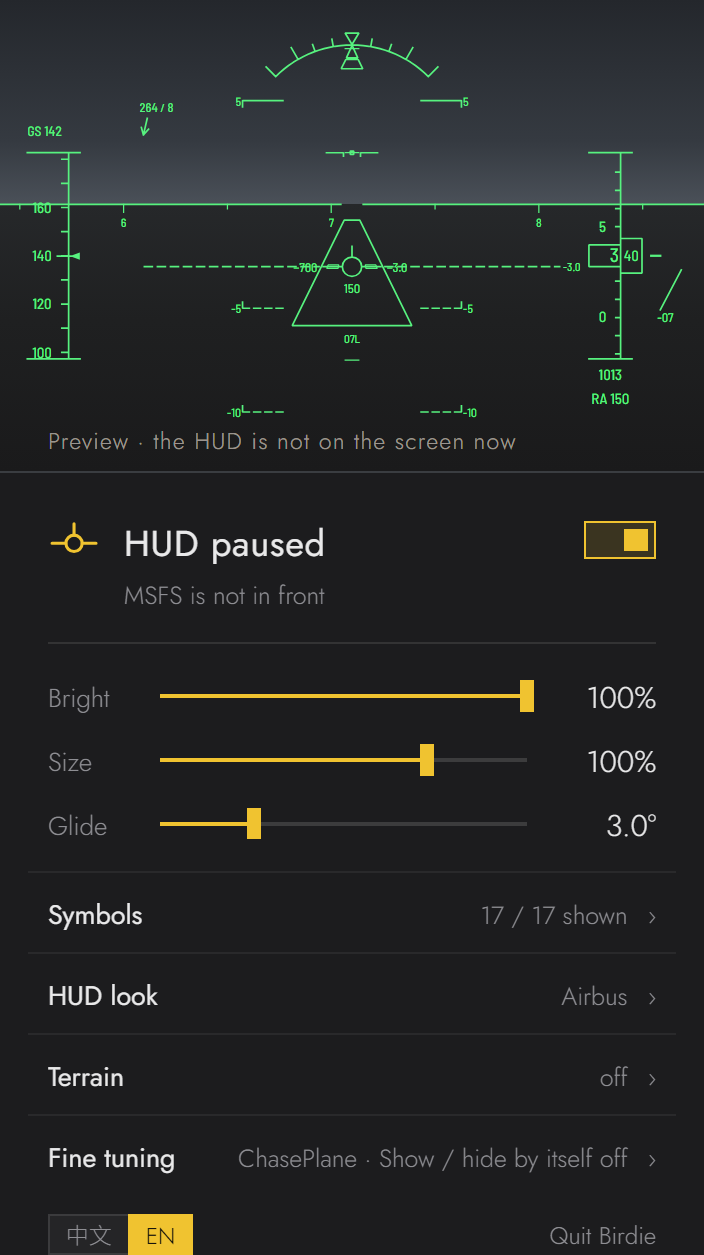 5 5
264 / 8
GS 142
160
6 7 8
5
140
3 40
-700 -3.0 -3.0
150
-5 -5
120
0
-07
07L
100
1013
RA 150
-10 -10
Preview · the HUD is not on the screen now
HUD paused
MSFS is not in front
Bright 100%
Size 100%
Glide 3.0°
Symbols 17 / 17 shown ›
HUD look Airbus ›
Terrain off ›
Fine tuning ChasePlane · Show / hide by itself off ›
中文 EN Quit Birdie